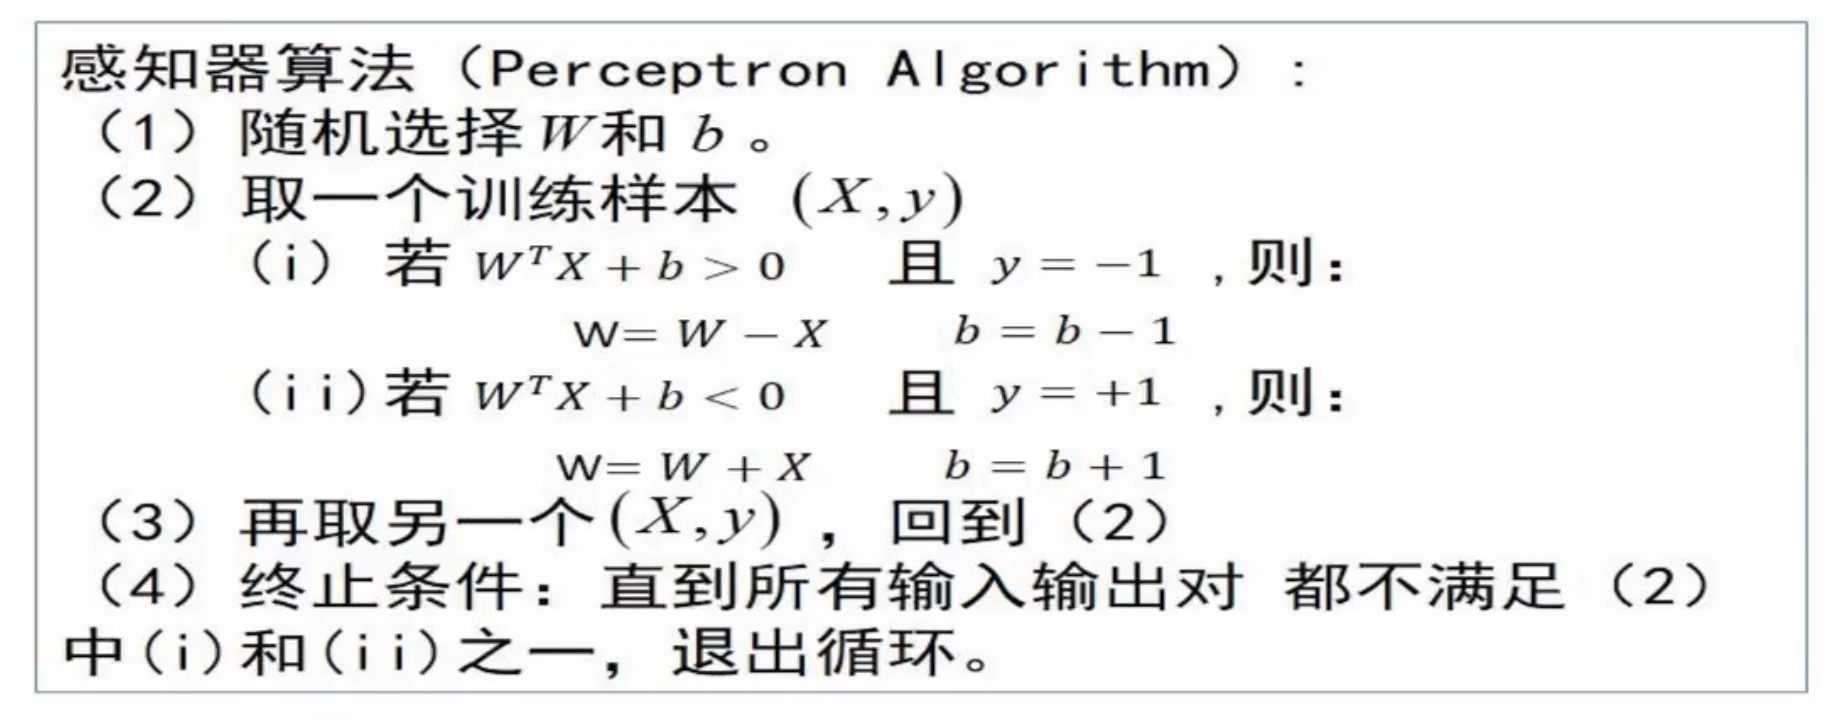 感知器算法（Perceptron Algorithm）:
（1）随机选择W和 b 。
（2）取一个训练样本 (X,y)
（i）若 W^T X + b > 0 且 y = −1 ,则:
W= W − X b = b − 1
（ii)若 W^T X + b < 0 且 y = +1 ,则:
W= W + X b = b + 1
（3）再取另一个(X,y) ，回到（2）
（4）终止条件: 直到所有输入输出对 都不满足（2）
中(i)和(ii)之一，退出循环。